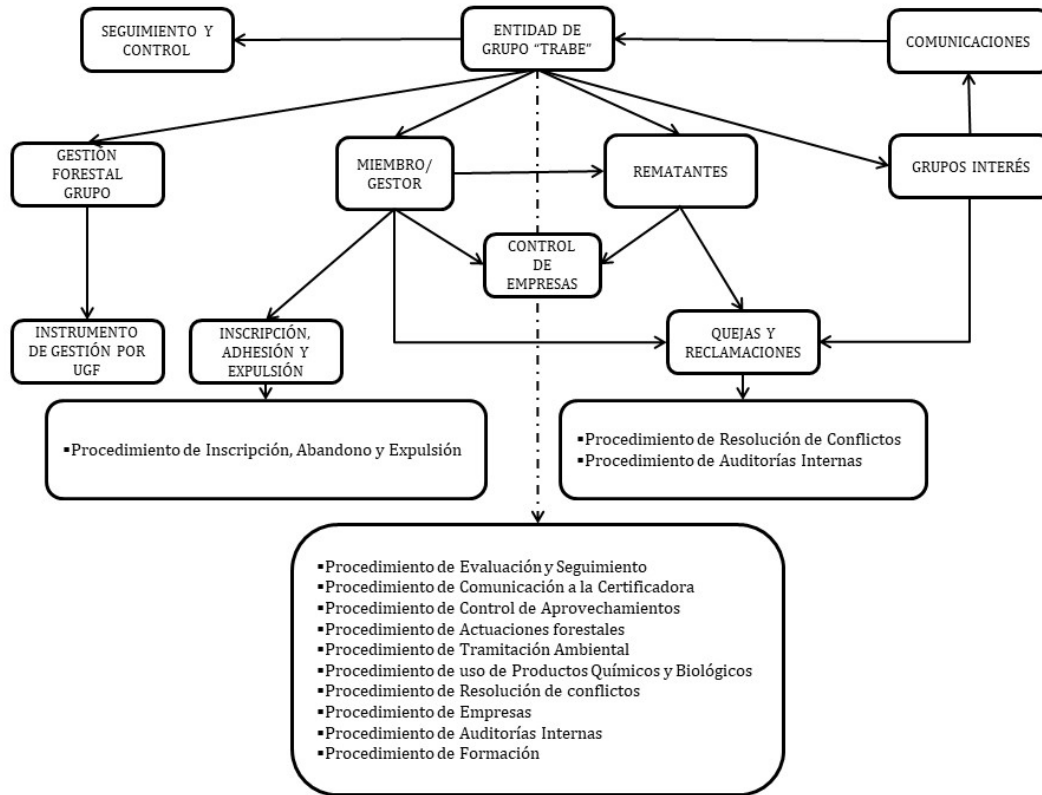 SEGUIMIENTO Y
CONTROL
ENTIDAD DE
GRUPO “TRABE”
COMUNICACIONES
GESTIÓN
FORESTAL
GRUPO
MIEMBRO/
GESTOR
REMATANTES
GRUPOS INTERÉS
CONTROL
DE
EMPRESAS
INSTRUMENTO
DE GESTIÓN POR
UGF
INSCRIPCIÓN,
ADHESIÓN Y
EXPULSIÓN
QUEJAS Y
RECLAMACIONES
▪Procedimiento de Inscripción, Abandono y Expulsión
▪Procedimiento de Resolución de Conflictos
▪Procedimiento de Auditorías Internas
▪Procedimiento de Evaluación y Seguimiento
▪Procedimiento de Comunicación a la Certificadora
▪Procedimiento de Control de Aprovechamientos
▪Procedimiento de Actuaciones forestales
▪Procedimiento de Tramitación Ambiental
▪Procedimiento de uso de Productos Químicos y Biológicos
▪Procedimiento de Resolución de conflictos
▪Procedimiento de Empresas
▪Procedimiento de Auditorías Internas
▪Procedimiento de Formación